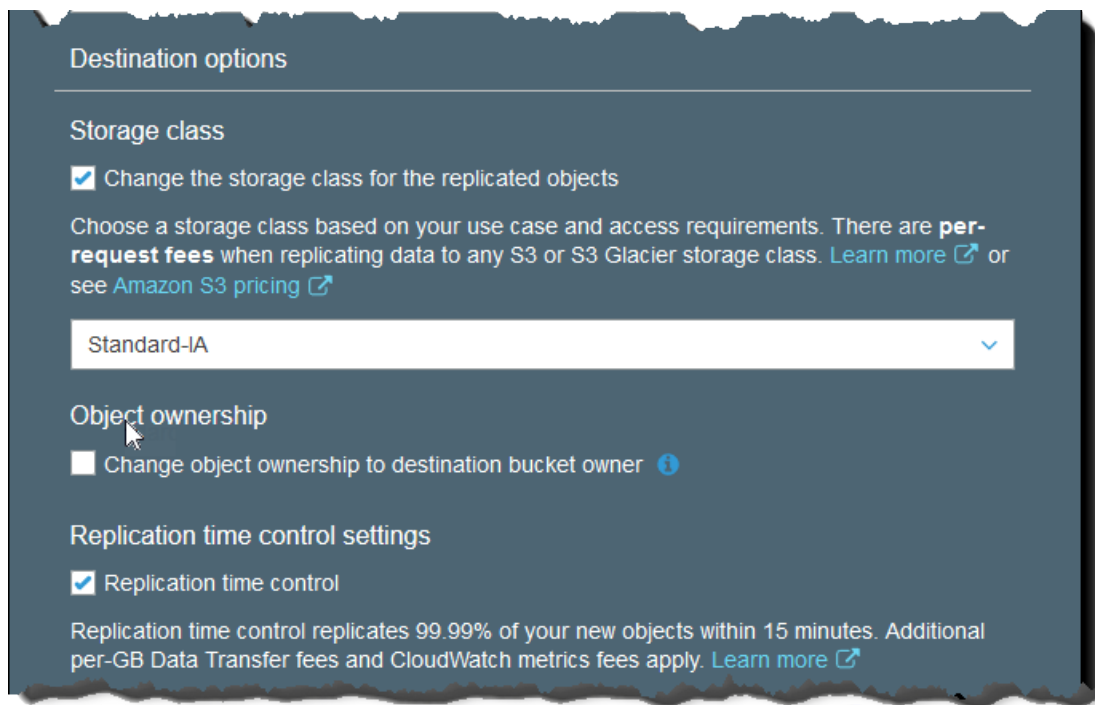 Destination options
Storage class
Change the storage class for the replicated objects
Choose a storage class based on your use case and access requirements. There are per-
request fees when replicating data to any S3 or S3 Glacier storage class. Learn more or
see Amazon S3 pricing
Standard-IA
Object ownership
Change object ownership to destination bucket owner
Replication time control settings
Replication time control
Replication time control replicates 99.99% of your new objects within 15 minutes. Additional
per-GB Data Transfer fees and CloudWatch metrics fees apply. Learn more